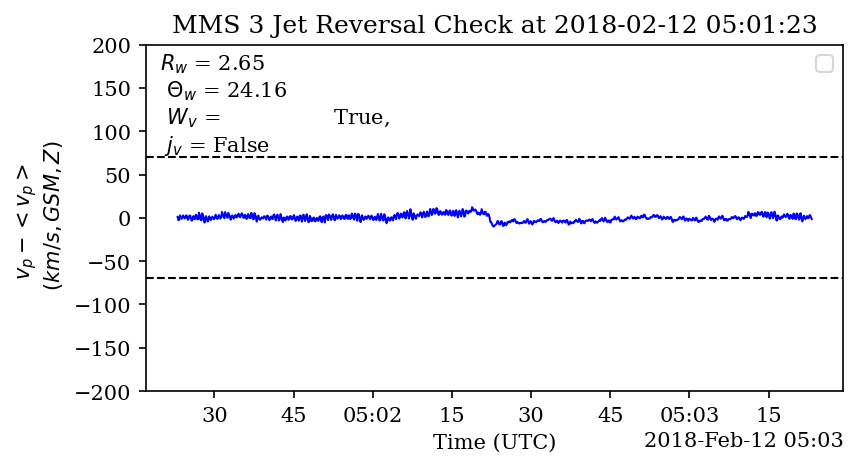 MMS 3 Jet Reversal Check at 2018-02-12 05:01:23
200
150
100
50
0
−50
−100
−150
−200
v_p − < v_p >
(km/s, GSM, Z)
R_w = 2.65
Θ_w = 24.16
W_v = True,
j_v = False
30 45 05:02 15 30 45 05:03 15
Time (UTC)
2018-Feb-12 05:03